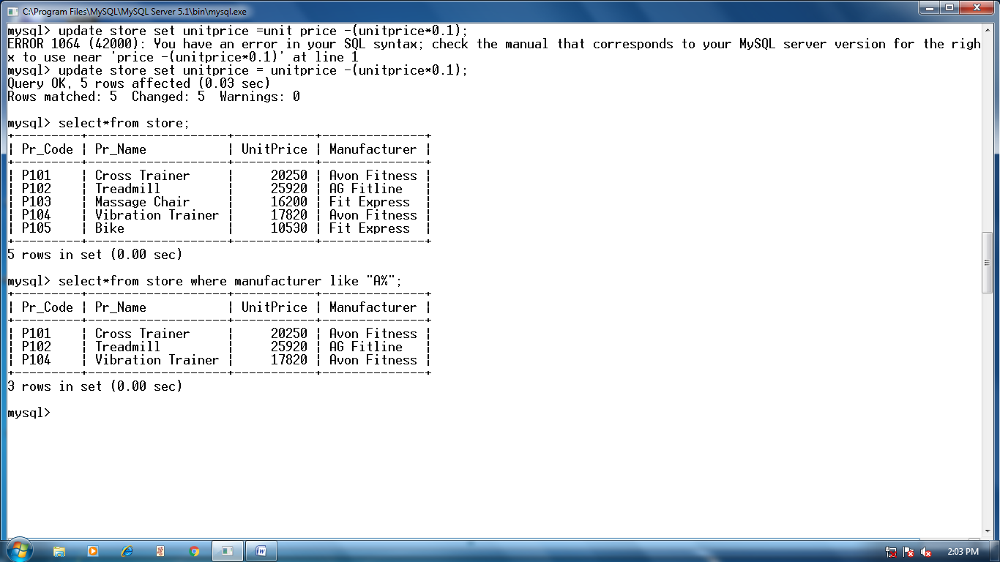 C:\Program Files\MySQL\MySQL Server 5.1\bin\mysql.exe
mysql> update store set unitprice =unit price -(unitprice*0.1);
ERROR 1064 (42000): You have an error in your SQL syntax; check the manual that corresponds to your MySQL server version for the righ
x to use near 'price -(unitprice*0.1)' at line 1
mysql> update store set unitprice = unitprice -(unitprice*0.1);
Query OK, 5 rows affected (0.03 sec)
Rows matched: 5  Changed: 5  Warnings: 0
mysql> select*from store;
+---------+--------------------+-----------+--------------+
| Pr_Code | Pr_Name            | UnitPrice | Manufacturer |
+---------+--------------------+-----------+--------------+
| P101    | Cross Trainer      |     20250 | Avon Fitness |
| P102    | Treadmill          |     25920 | AG Fitline   |
| P103    | Massage Chair      |     16200 | Fit Express  |
| P104    | Vibration Trainer  |     17820 | Avon Fitness |
| P105    | Bike               |     10530 | Fit Express  |
+---------+--------------------+-----------+--------------+
5 rows in set (0.00 sec)
mysql> select*from store where manufacturer like "A%";
+---------+--------------------+-----------+--------------+
| Pr_Code | Pr_Name            | UnitPrice | Manufacturer |
+---------+--------------------+-----------+--------------+
| P101    | Cross Trainer      |     20250 | Avon Fitness |
| P102    | Treadmill          |     25920 | AG Fitline   |
| P104    | Vibration Trainer  |     17820 | Avon Fitness |
+---------+--------------------+-----------+--------------+
3 rows in set (0.00 sec)
mysql>
2:03 PM